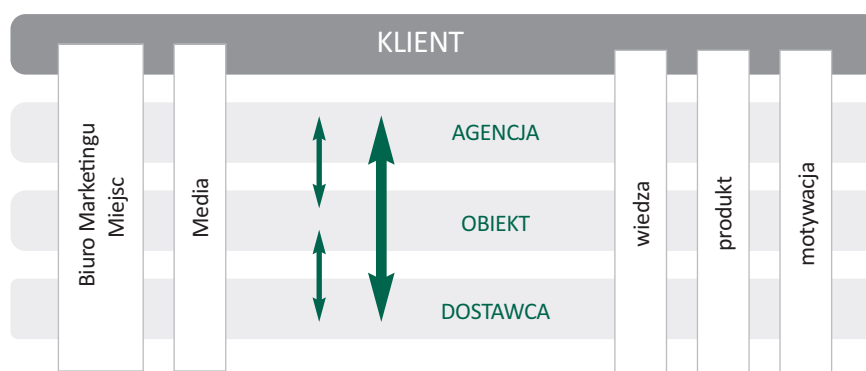 KLIENT
Biuro Marketingu
Miejsc
Media
AGENCJA
OBIEKT
DOSTAWCA
wiedza
produkt
motywacja